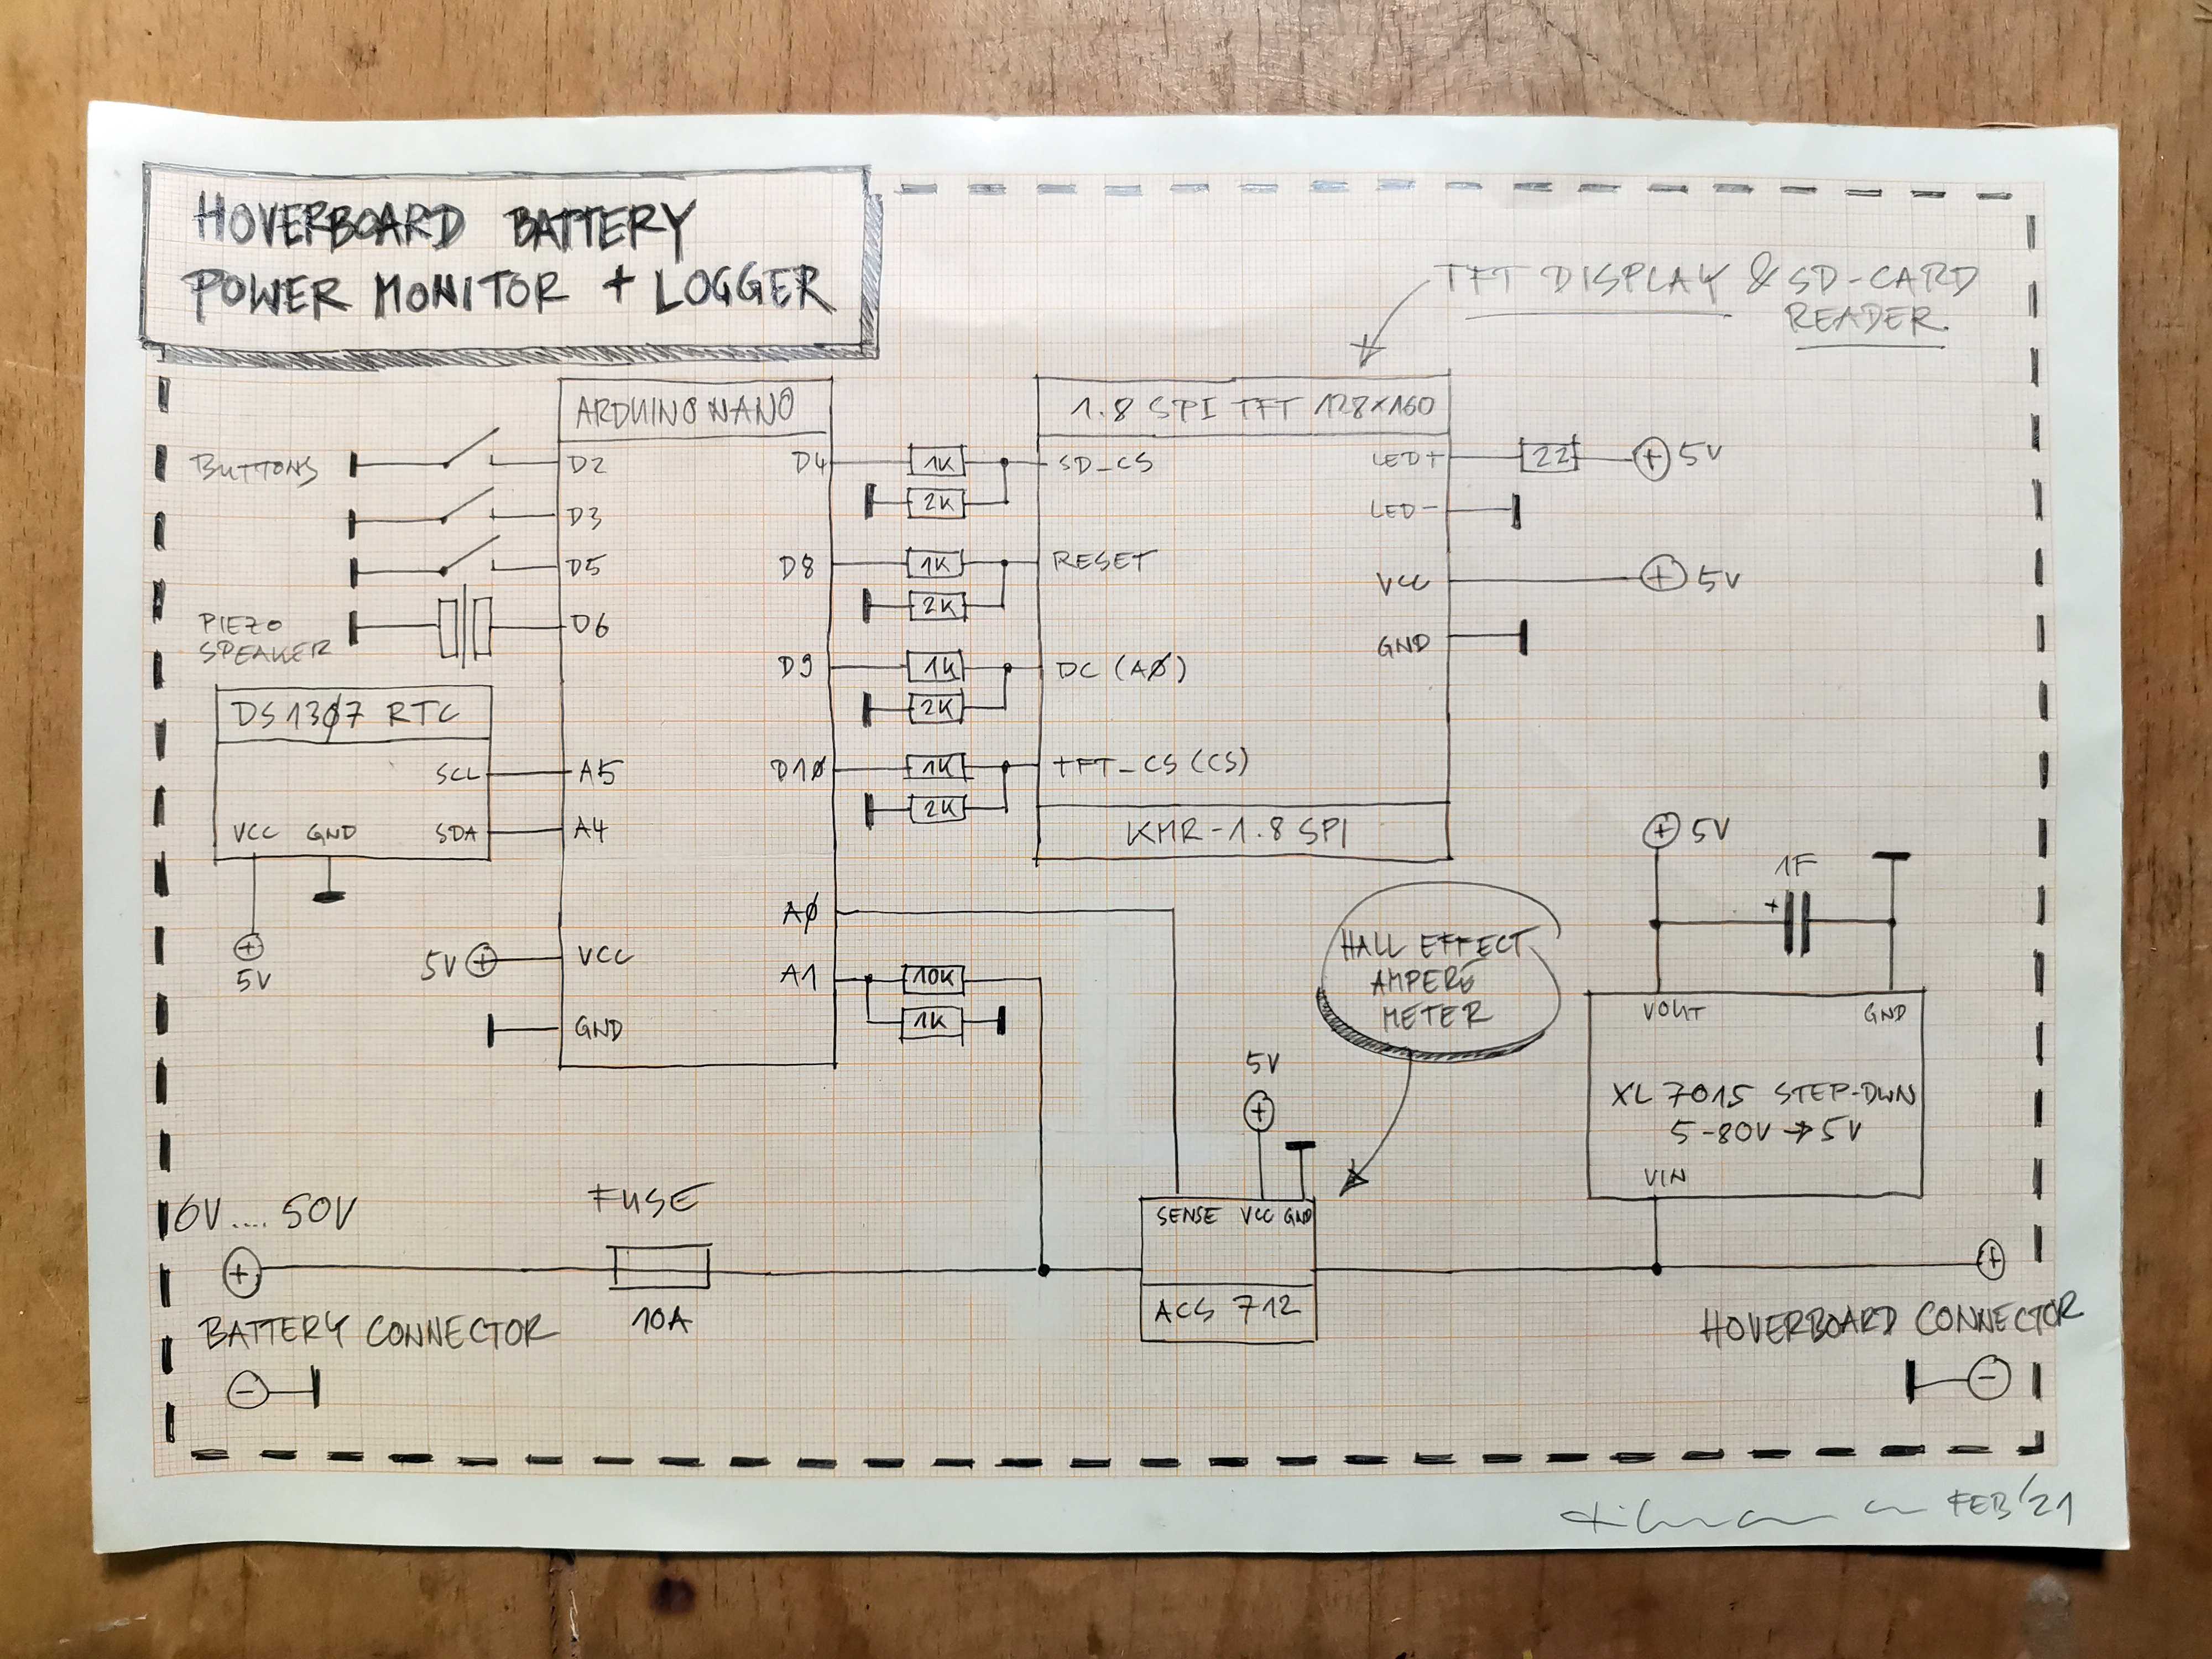 HOVERBOARD BATTERY
POWER MONITOR + LOGGER
TFT DISPLAY & SD-CARD
READER
ARDUINO NANO
1.8 SPI TFT 128x160
BUTTONS
D2
D4
1K
SD_CS
LED+
22
+ 5V
2K
LED-
D3
D8
1K
RESET
D5
VCC
+ 5V
2K
PIEZO
SPEAKER
D6
GND
D9
1K
DC (AØ)
2K
DS13Ø7 RTC
SCL
A5
D1Ø
1K
TFT_CS (CS)
2K
VCC GND SDA
A4
KMR-1.8 SPI
+ 5V
1F
+
AØ
+
5V
5V +
VCC
A1
10K
1K
GND
HALL EFFECT
AMPERE
METER
VOUT
GND
XL 7015 STEP-DWN
5-80V → 5V
VIN
5V
+
SENSE VCC GND
ACS 712
6V.... 50V
FUSE
+
10A
BATTERY CONNECTOR
-
+
HOVERBOARD CONNECTOR
-
FEB '21